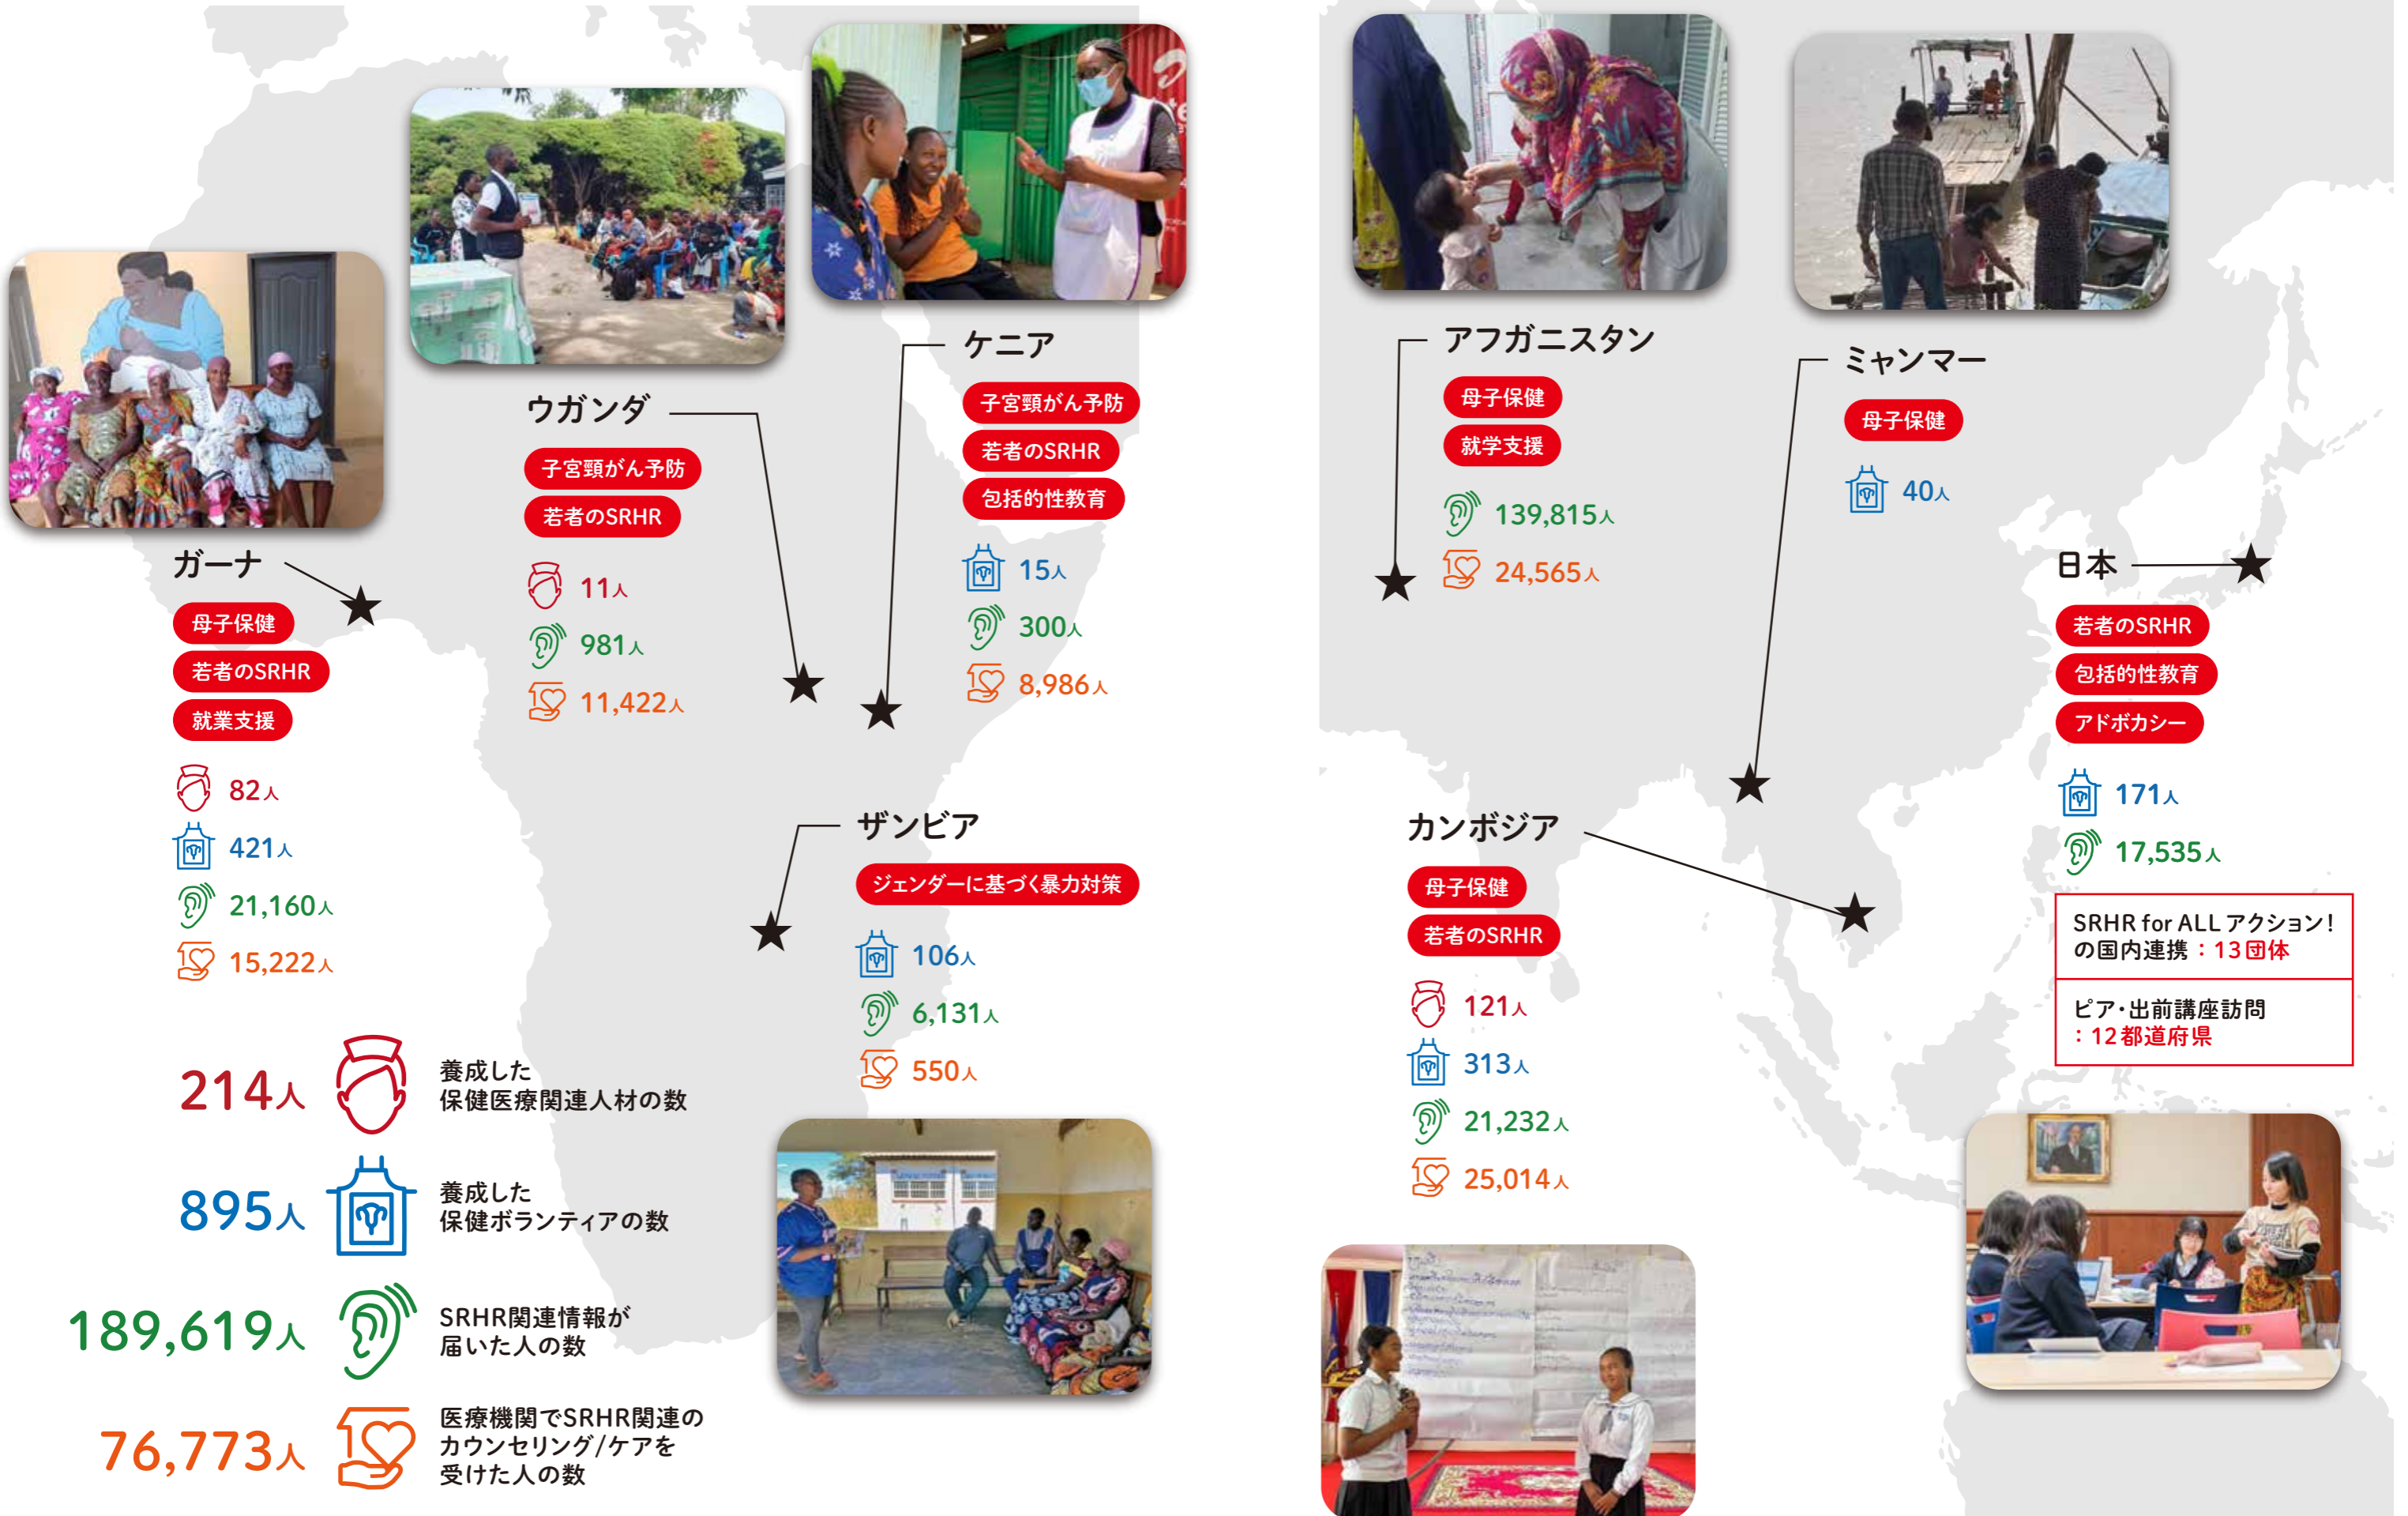 ガーナ
母子保健
若者のSRHR
就業支援
82人
421人
21,160人
15,222人
ウガンダ
子宮頸がん予防
若者のSRHR
11人
981人
11,422人
ケニア
子宮頸がん予防
若者のSRHR
包括的性教育
15人
300人
8,986人
ザンビア
ジェンダーに基づく暴力対策
106人
6,131人
550人
214人
養成した
保健医療関連人材の数
895人
養成した
保健ボランティアの数
189,619人
SRHR関連情報が
届いた人の数
76,773人
医療機関でSRHR関連の
カウンセリング/ケアを
受けた人の数
アフガニスタン
母子保健
就学支援
139,815人
24,565人
ミャンマー
母子保健
40人
カンボジア
母子保健
若者のSRHR
121人
313人
21,232人
25,014人
日本
若者のSRHR
包括的性教育
アドボカシー
171人
17,535人
SRHR for ALL アクション！
の国内連携：13団体
ピア・出前講座訪問
：12都道府県